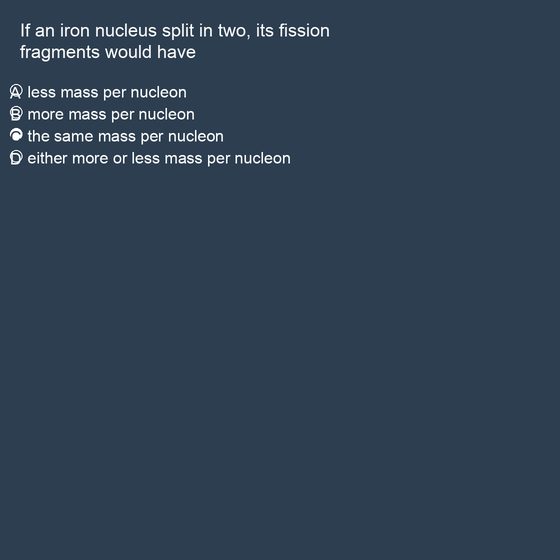 If an iron nucleus split in two, its fission
fragments would have
A less mass per nucleon
B more mass per nucleon
the same mass per nucleon
D either more or less mass per nucleon